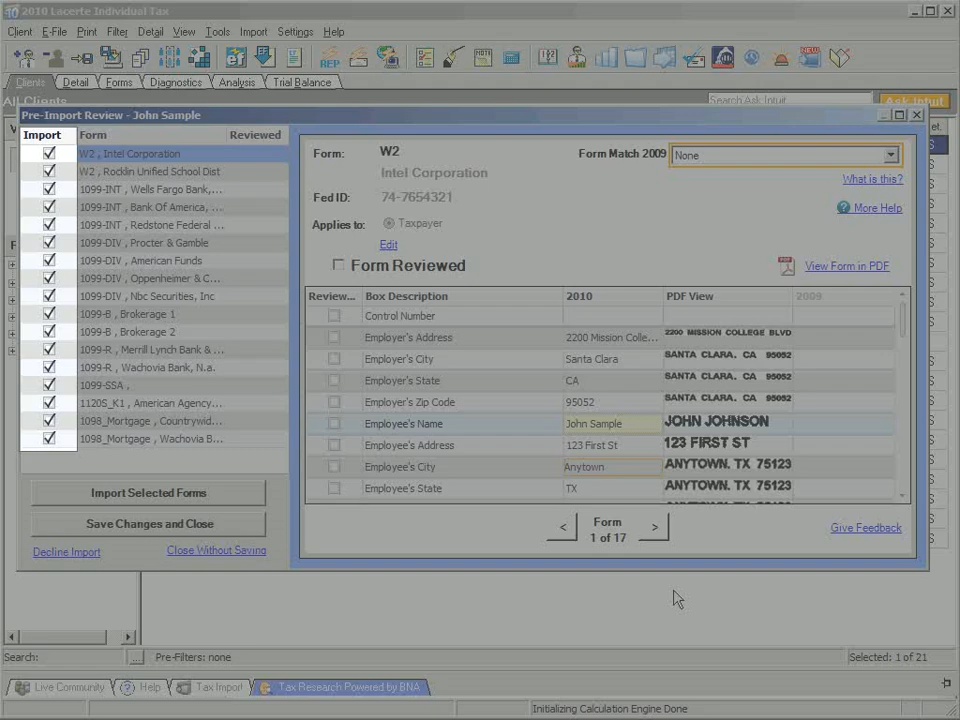 2010 Lacerte Individual Tax
Client E-File Print Filter Detail View Tools Import Settings Help
REP NOTE NEW
Clients Detail Forms Diagnostics Analysis Trial Balance
All Clients Search Ask Intuit Ask Intuit
Pre-Import Review - John Sample
Import Form Reviewed
W2 , Intel Corporation
W2 , Rocklin Unified School Dist
1099-INT , Wells Fargo Bank,...
1099-INT , Bank Of America, ...
1099-INT , Redstone Federal ...
1099-DIV , Procter & Gamble
1099-DIV , American Funds
1099-DIV , Oppenheimer & C...
1099-DIV , Nbc Securities, Inc
1099-B , Brokerage 1
1099-B , Brokerage 2
1099-R , Merrill Lynch Bank & ...
1099-R , Wachovia Bank, N.a.
1099-SSA ,
1120S_K1 , American Agency...
1098_Mortgage , Countrywid...
1098_Mortgage , Wachovia B...
Import Selected Forms
Save Changes and Close
Decline Import Close Without Saving
Form: W2 Form Match 2009 None
Intel Corporation What is this?
Fed ID: 74-7654321 More Help
Applies to: Taxpayer
Edit
Form Reviewed View Form in PDF
Review... Box Description 2010 PDF View 2009
Control Number
Employer's Address 2200 Mission Colle... 2200 MISSION COLLEGE BLVD
Employer's City Santa Clara SANTA CLARA, CA 95052
Employer's State CA SANTA CLARA, CA 95052
Employer's Zip Code 95052 SANTA CLARA, CA 95052
Employee's Name John Sample JOHN JOHNSON
Employee's Address 123 First St 123 FIRST ST
Employee's City Anytown ANYTOWN, TX 75123
Employee's State TX ANYTOWN, TX 75123
< Form 1 of 17 > Give Feedback
Search: ... Pre-Filters: none Selected: 1 of 21
Live Community Help Tax Import Tax Research Powered by BNA
Initializing Calculation Engine Done